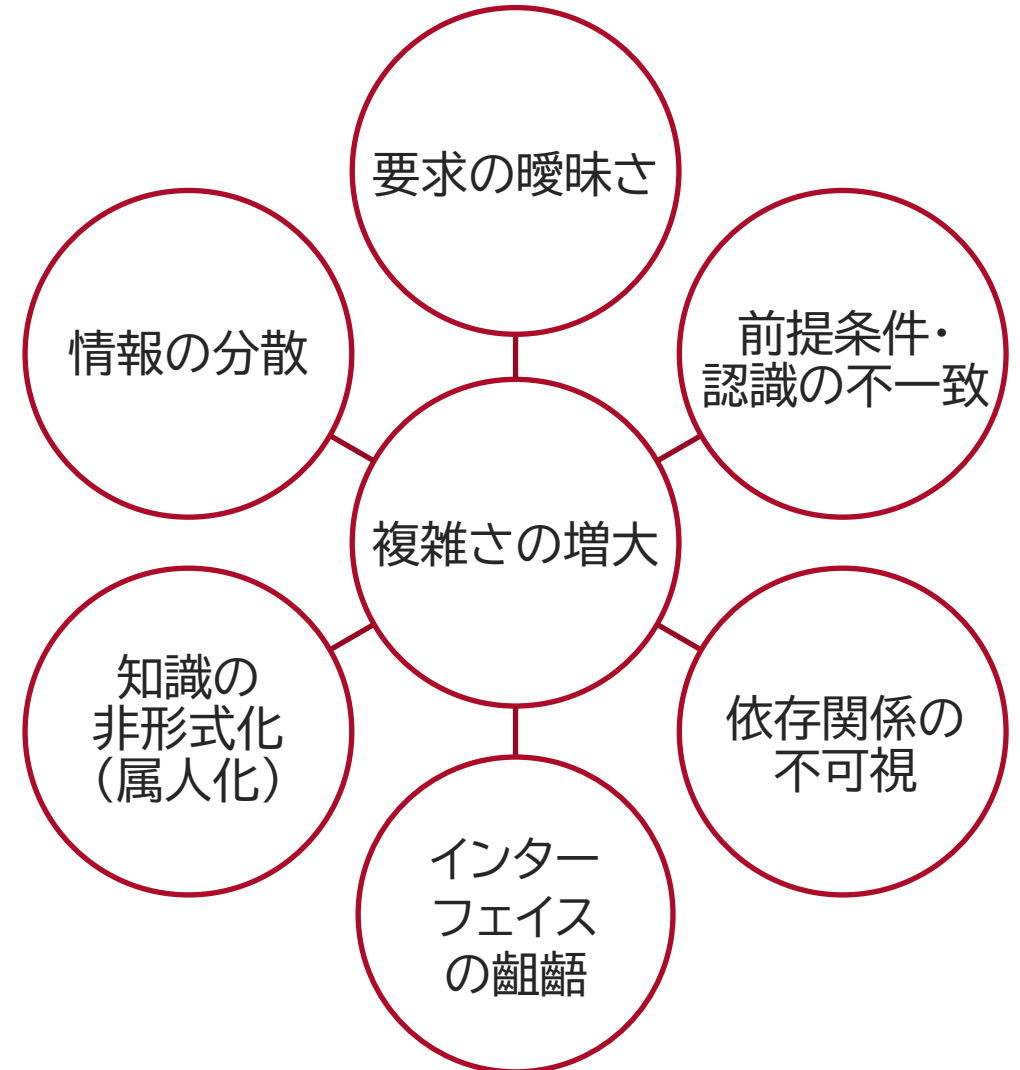 要求の曖昧さ
前提条件・
認識の不一致
情報の分散
複雑さの増大
知識の
非形式化
（属人化）
依存関係の
不可視
インター
フェイス
の齟齬